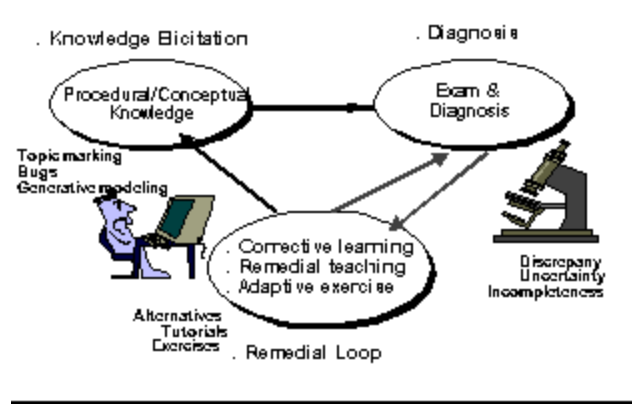 . Knowledge Elicitation
. Diagnosis
Procedural/Conceptual
Knowledge
Exam &
Diagnosis
Topic marking
Bugs
Generative modeling
. Corrective learning
. Remedial teaching
. Adaptive exercise
Discrepany
Uncertainty
Incompleteness
Alternatives
Tutorials
Exercises
. Remedial Loop